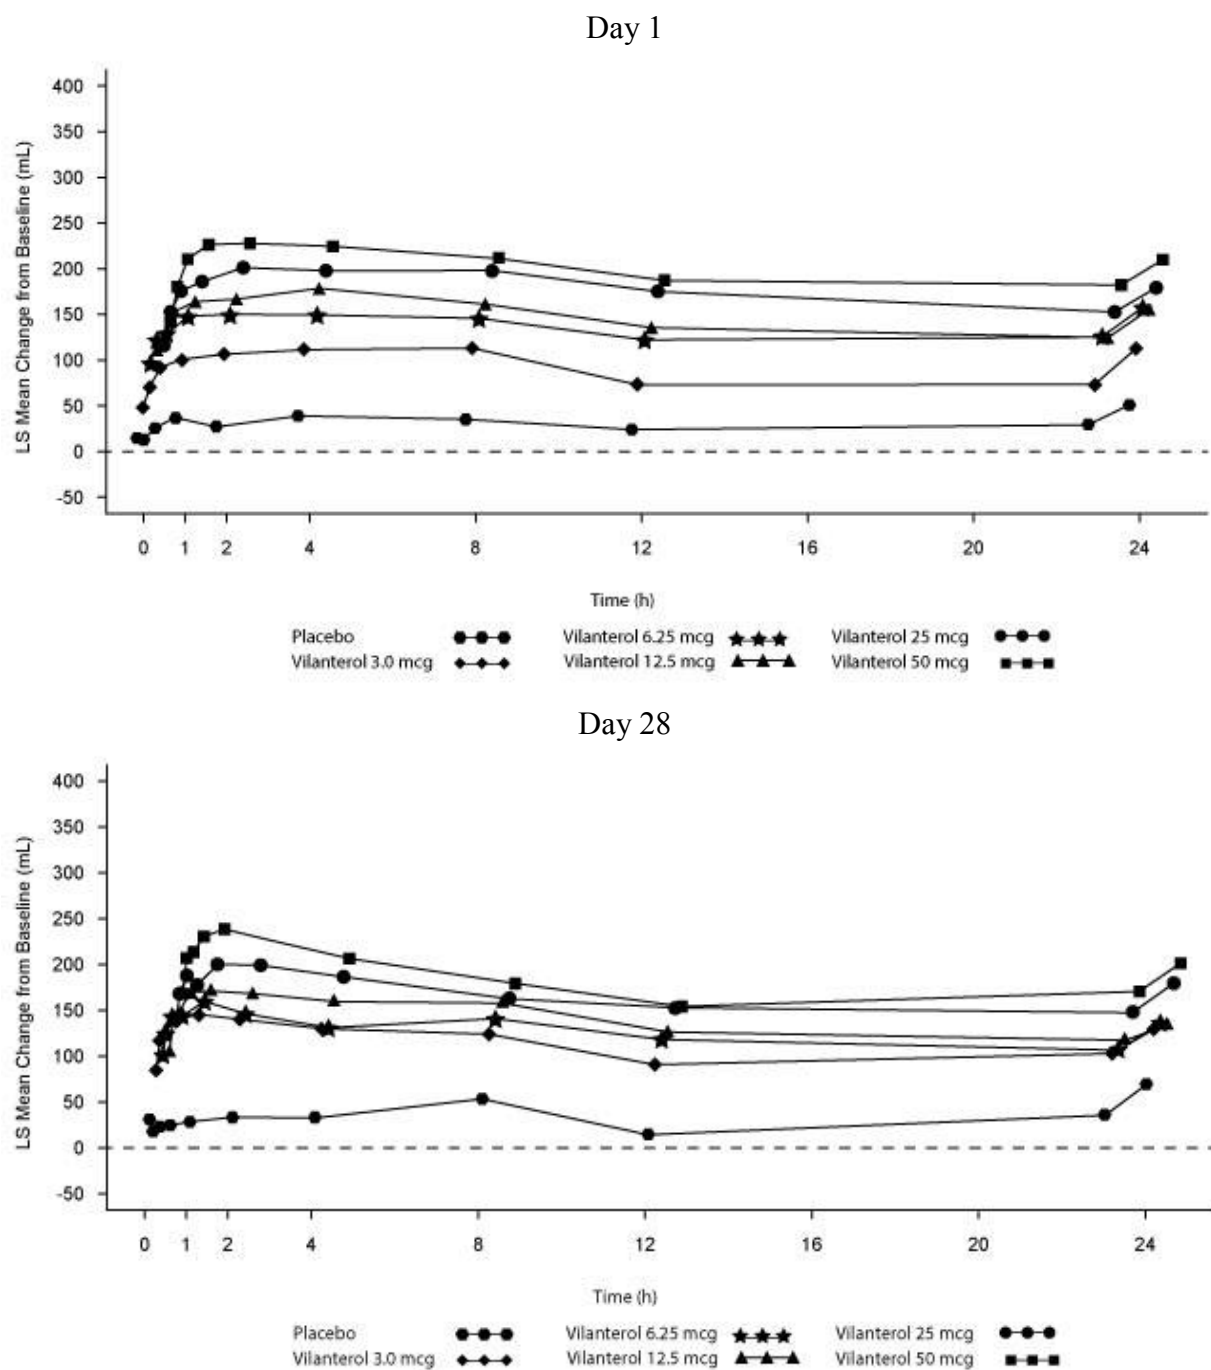 Day 1
LS Mean Change from Baseline (mL)
400
350
300
250
200
150
100
50
0
-50
0 1 2 4 8 12 16 20 24
Time (h)
Placebo Vilanterol 6.25 mcg Vilanterol 25 mcg
Vilanterol 3.0 mcg Vilanterol 12.5 mcg Vilanterol 50 mcg
Day 28
LS Mean Change from Baseline (mL)
400
350
300
250
200
150
100
50
0
-50
0 1 2 4 8 12 16 20 24
Time (h)
Placebo Vilanterol 6.25 mcg Vilanterol 25 mcg
Vilanterol 3.0 mcg Vilanterol 12.5 mcg Vilanterol 50 mcg